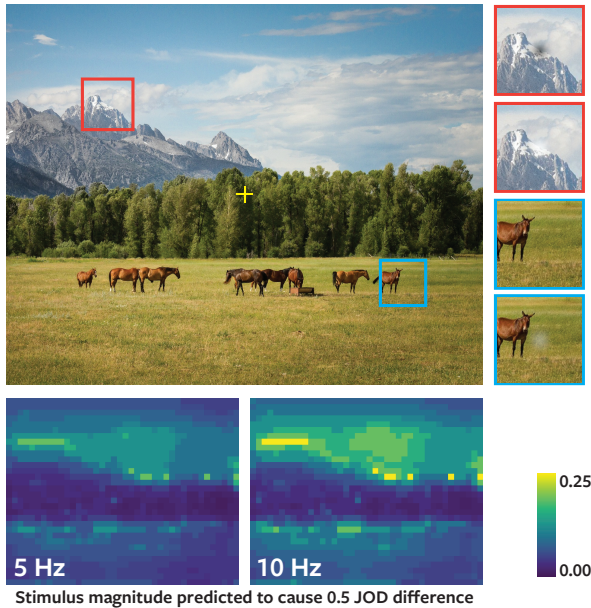 5 Hz
10 Hz
0.25
0.00
Stimulus magnitude predicted to cause 0.5 JOD difference